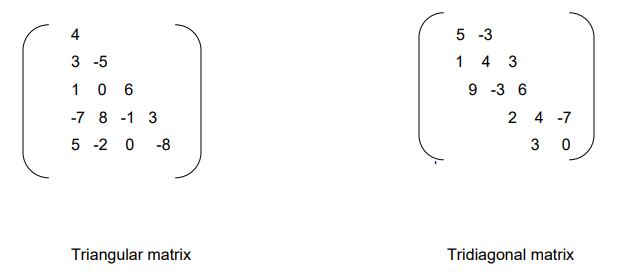 4
3 -5
1 0 6
-7 8 -1 3
5 -2 0 -8
5 -3
1 4 3
9 -3 6
2 4 -7
3 0
Triangular matrix
Tridiagonal matrix